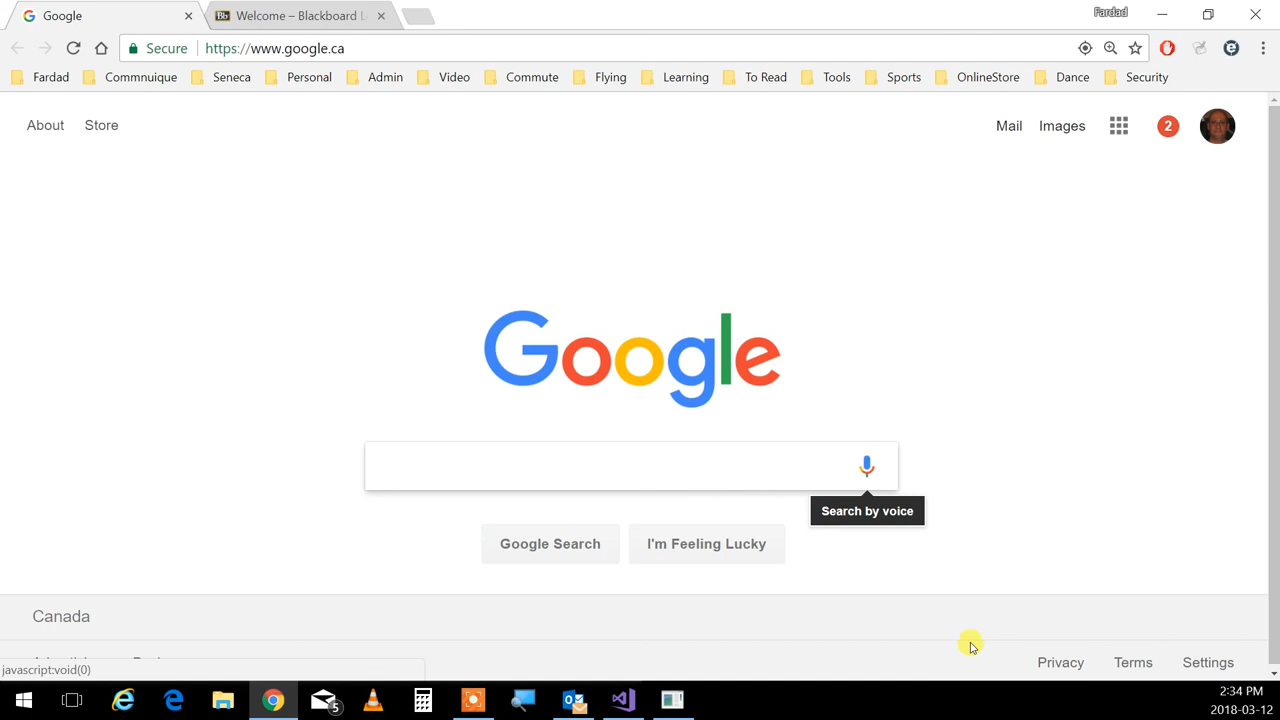 Google
Welcome – Blackboard L
Fardad
Secure
https://www.google.ca
Fardad Commnuique Seneca Personal Admin Video Commute Flying Learning To Read Tools Sports OnlineStore Dance Security
About Store
Mail Images 2
Google
Search by voice
Google Search I'm Feeling Lucky
Canada
Privacy Terms Settings
javascript:void(0)
5
2:34 PM
2018-03-12